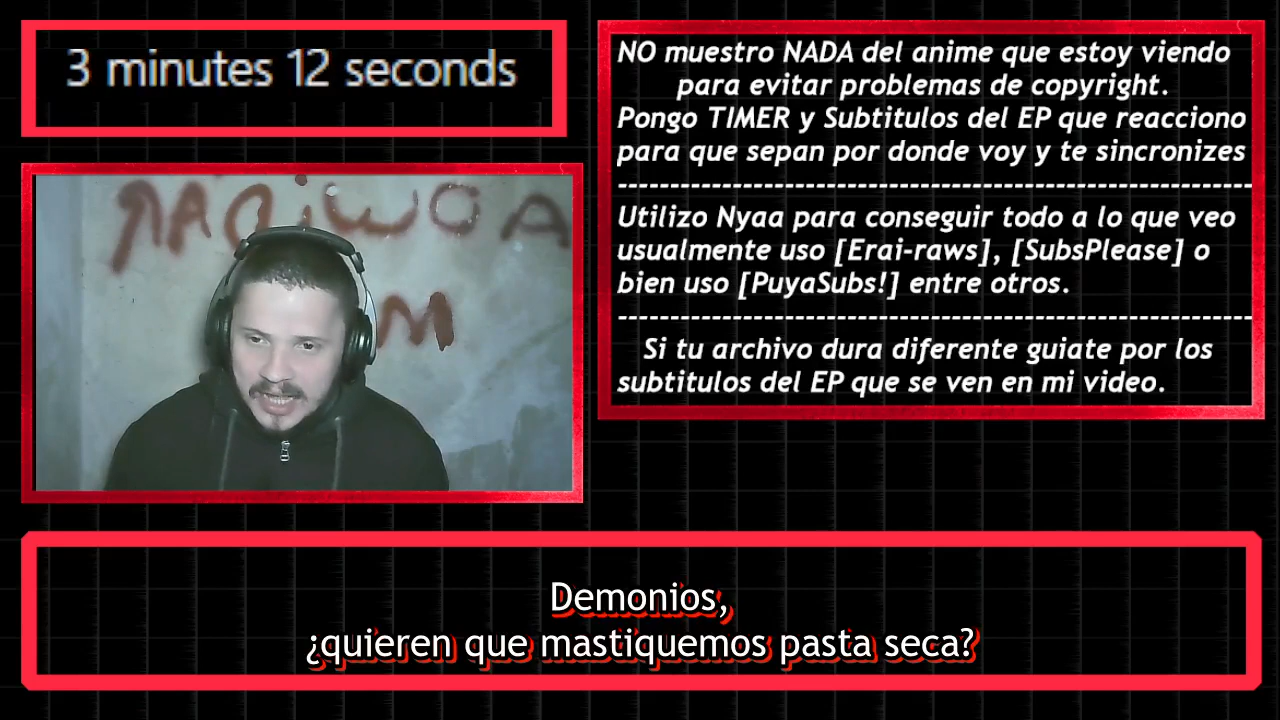 3 minutes 12 seconds
NO muestro NADA del anime que estoy viendo
para evitar problemas de copyright.
Pongo TIMER y Subtitulos del EP que reacciono
para que sepan por donde voy y te sincronizes
Utilizo Nyaa para conseguir todo a lo que veo
usualmente uso [Erai-raws], [SubsPlease] o
bien uso [PuyaSubs!] entre otros.
Si tu archivo dura diferente guiate por los
subtitulos del EP que se ven en mi video.
Demonios,
¿quieren que mastiquemos pasta seca?